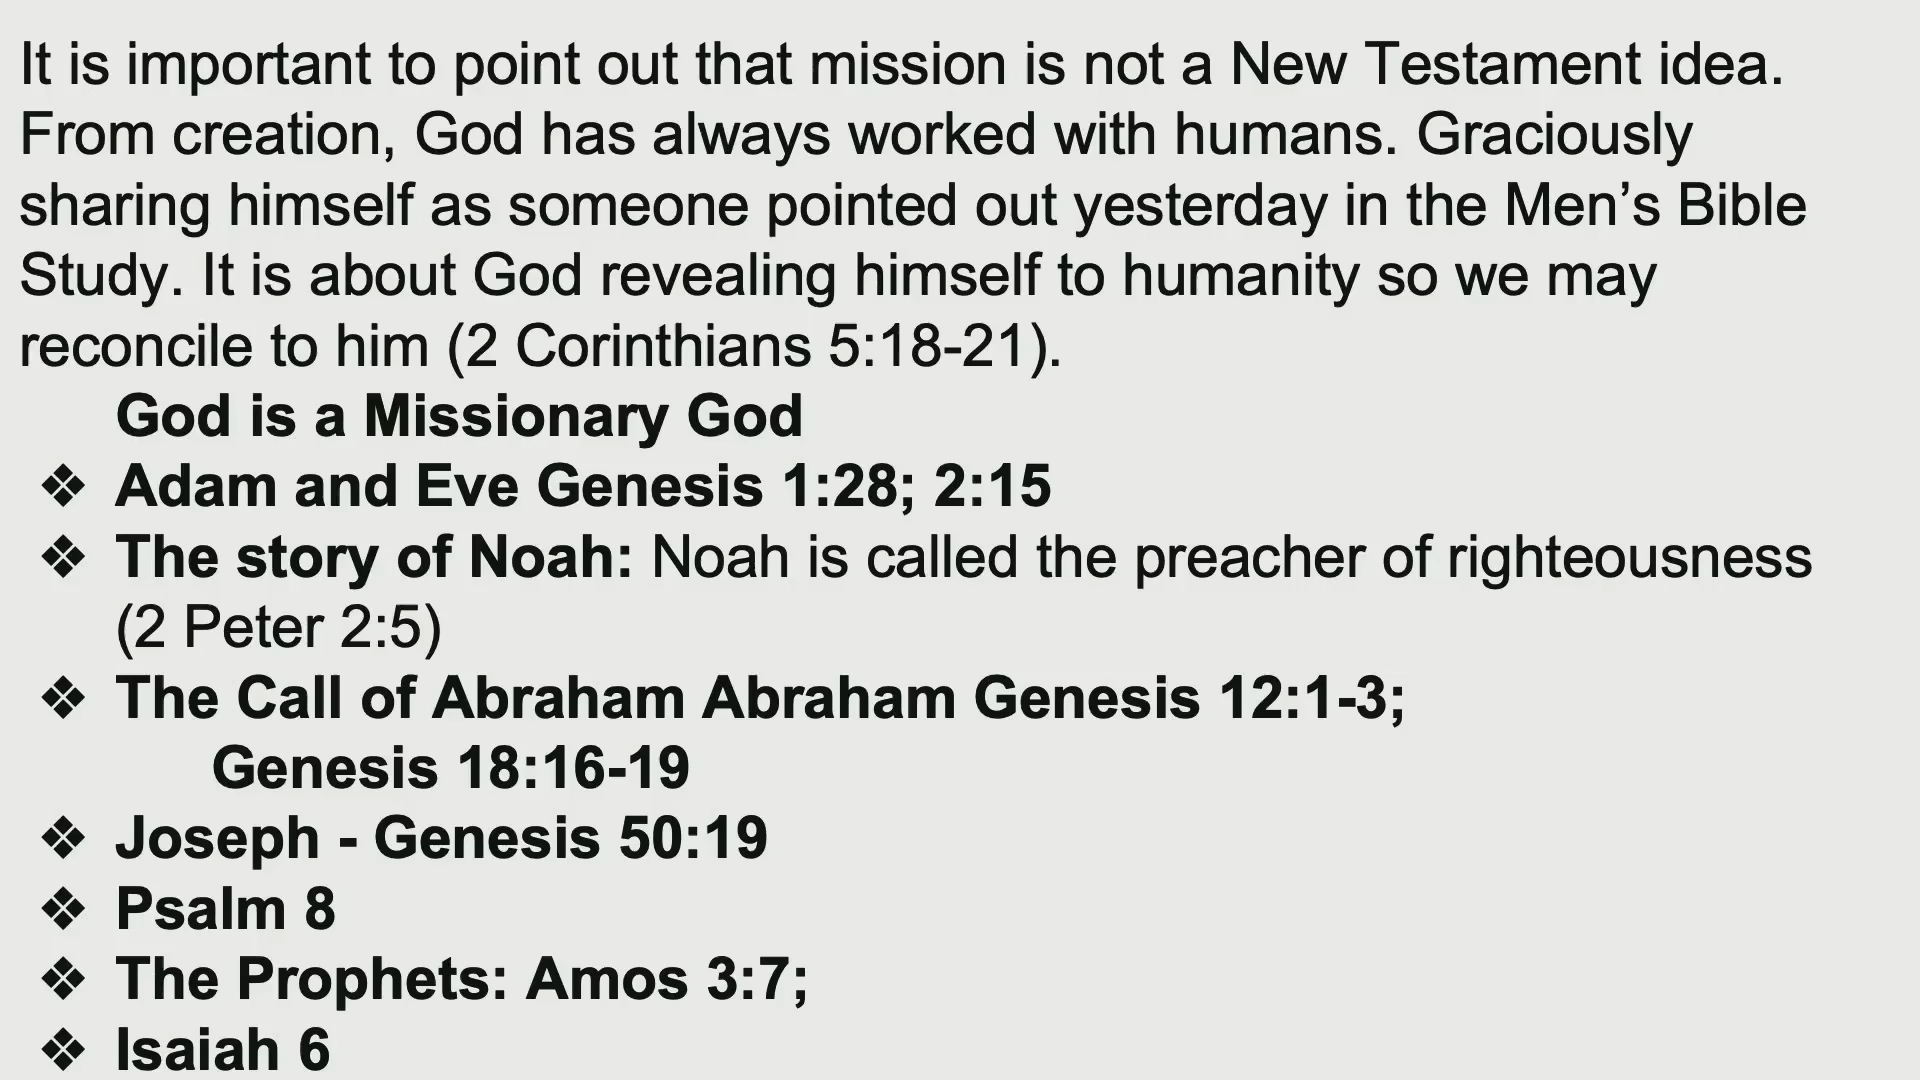 It is important to point out that mission is not a New Testament idea.
From creation, God has always worked with humans. Graciously
sharing himself as someone pointed out yesterday in the Men’s Bible
Study. It is about God revealing himself to humanity so we may
reconcile to him (2 Corinthians 5:18-21).
God is a Missionary God
❖ Adam and Eve Genesis 1:28; 2:15
❖ The story of Noah: Noah is called the preacher of righteousness
(2 Peter 2:5)
❖ The Call of Abraham Abraham Genesis 12:1-3;
Genesis 18:16-19
❖ Joseph - Genesis 50:19
❖ Psalm 8
❖ The Prophets: Amos 3:7;
❖ Isaiah 6